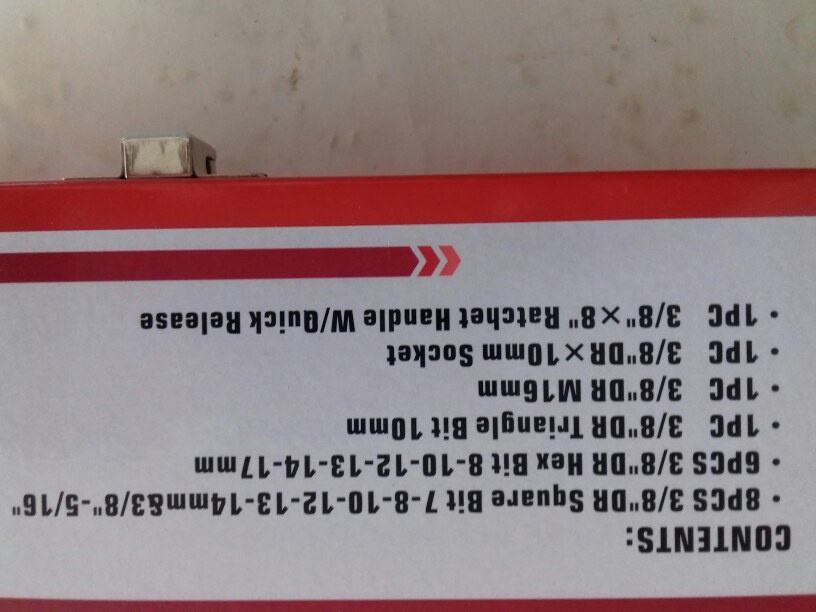 CONTENTS:
• 8PCS 3/8"DR Square Bit 7-8-10-12-13-14mm&3/8"-5/16"
• 6PCS 3/8"DR Hex Bit 8-10-12-13-14-17mm
• 1PC 3/8"DR Triangle Bit 10mm
• 1PC 3/8"DR M16mm
• 1PC 3/8"DR×10mm Socket
• 1PC 3/8"×8" Ratchet Handle W/Quick Release